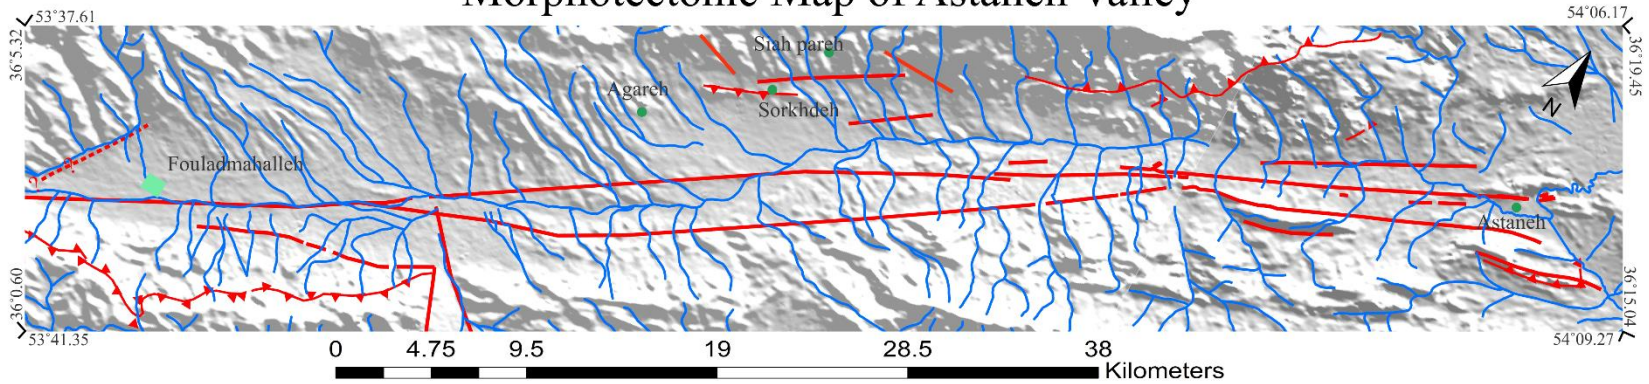 Morphotectonic Map of Astaneh Valley
53°37.61
54°06.17
36°5.32
36°19.45
Siah pareh
Agareh
Sorkhdeh
N
Fouladmahalleh
Astaneh
36°0.60
36°15.04
53°41.35
54°09.27
0 4.75 9.5 19 28.5 38
Kilometers